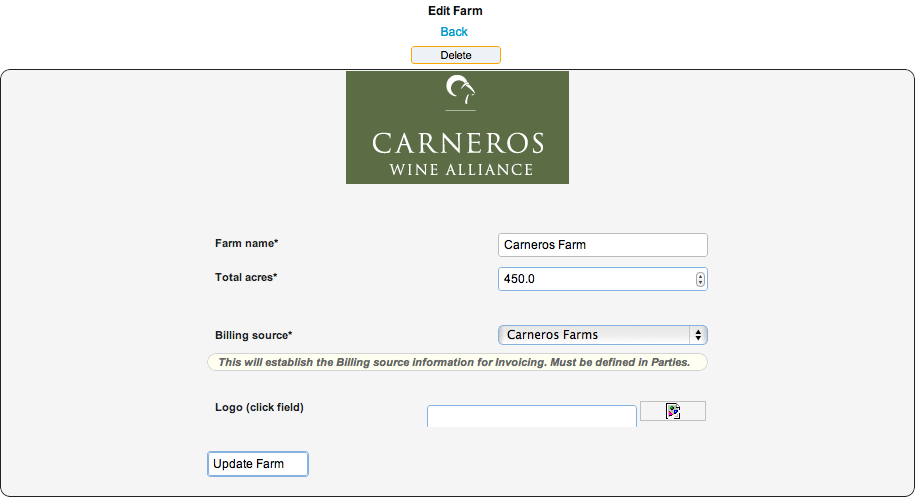 Edit Farm
Back
Delete
CARNEROS
WINE ALLIANCE
Farm name* Carneros Farm
Total acres* 450.0
Billing source* Carneros Farms
This will establish the Billing source information for Invoicing. Must be defined in Parties.
Logo (click field)
Update Farm